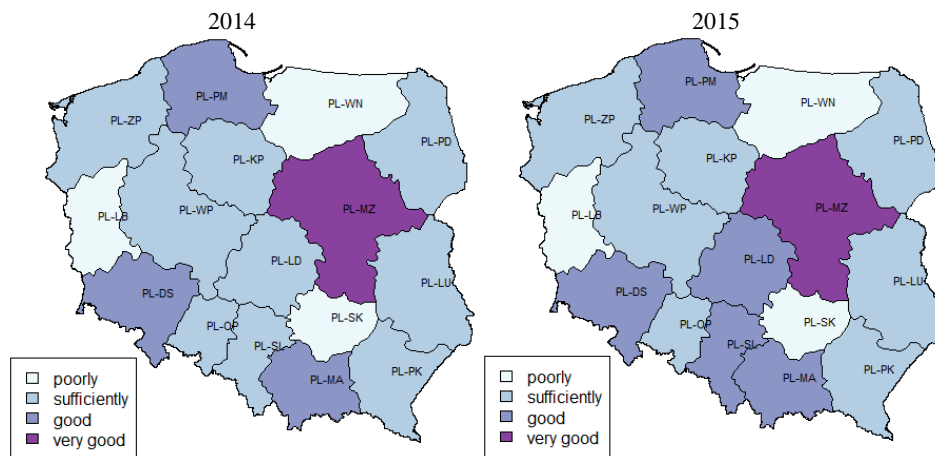 2014
PL-PM
PL-WN
PL-ZP
PL-PD
PL-KP
PL-LB
PL-WP
PL-MZ
PL-LD
PL-LU
PL-DS
PL-OP
PL-SK
PL-SL
PL-MA
PL-PK
poorly
sufficiently
good
very good
2015
PL-PM
PL-WN
PL-ZP
PL-PD
PL-KP
PL-LB
PL-WP
PL-MZ
PL-LD
PL-LU
PL-DS
PL-OP
PL-SK
PL-SL
PL-MA
PL-PK
poorly
sufficiently
good
very good